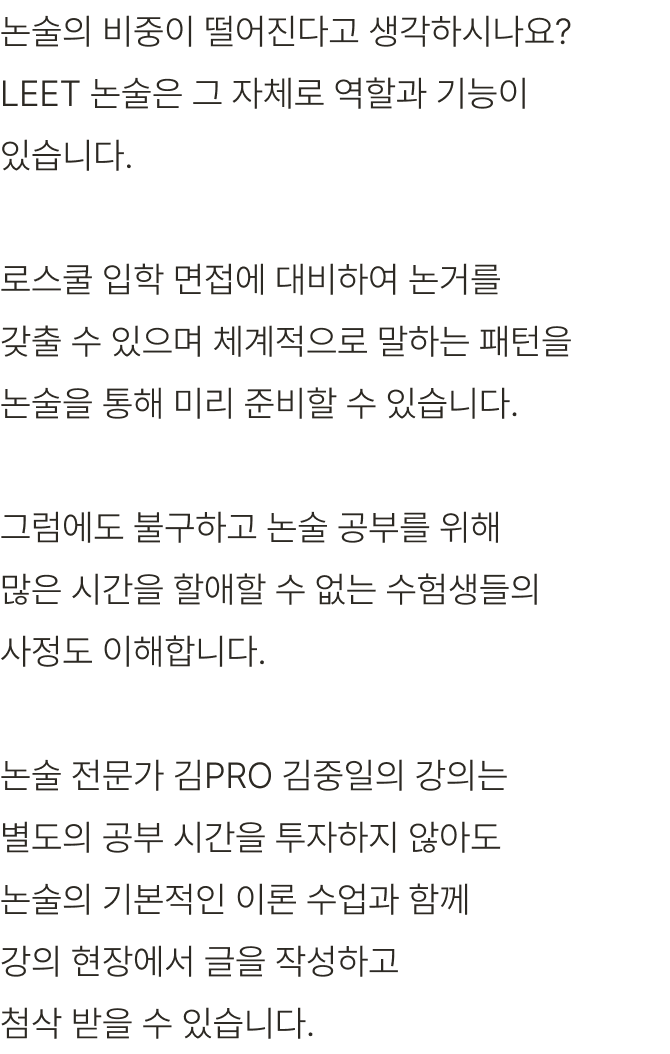 논술의 비중이 떨어진다고 생각하시나요?
LEET 논술은 그 자체로 역할과 기능이
있습니다.
로스쿨 입학 면접에 대비하여 논거를
갖출 수 있으며 체계적으로 말하는 패턴을
논술을 통해 미리 준비할 수 있습니다.
그럼에도 불구하고 논술 공부를 위해
많은 시간을 할애할 수 없는 수험생들의
사정도 이해합니다.
논술 전문가 김PRO 김중일의 강의는
별도의 공부 시간을 투자하지 않아도
논술의 기본적인 이론 수업과 함께
강의 현장에서 글을 작성하고
첨삭 받을 수 있습니다.